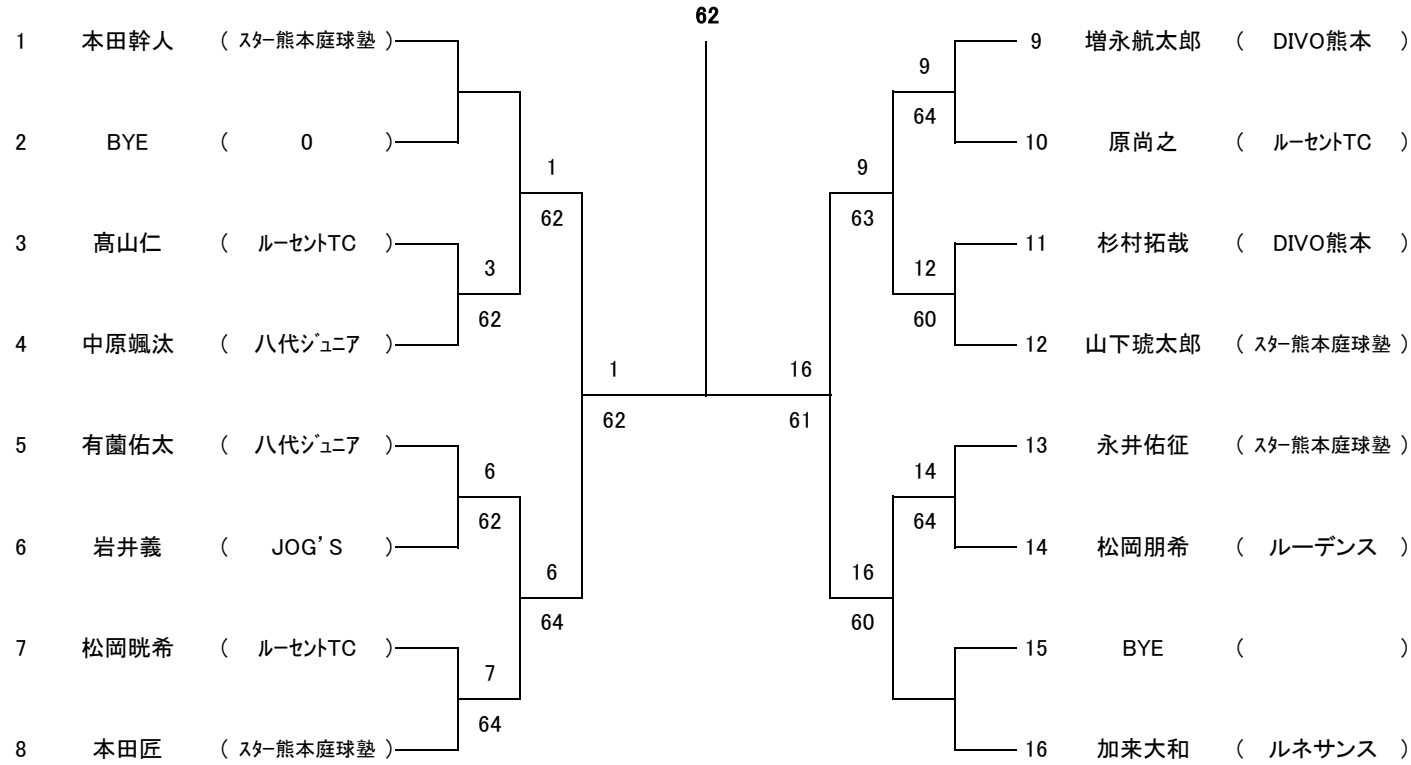 62
1 本田幹人 ( スター熊本庭球塾 )
9 増永航太郎 ( DIVO熊本 )
9
64
2 BYE ( 0 )
10 原尚之 ( ルーセントTC )
1
62
9
63
3 髙山仁 ( ルーセントTC )
11 杉村拓哉 ( DIVO熊本 )
3
62
12
60
4 中原颯汰 ( 八代ジュニア )
12 山下琥太郎 ( スター熊本庭球塾 )
1
62
16
61
5 有薗佑太 ( 八代ジュニア )
13 永井佑征 ( スター熊本庭球塾 )
6
62
14
64
6 岩井義 ( JOG'S )
14 松岡朋希 ( ルーデンス )
6
64
16
60
7 松岡晄希 ( ルーセントTC )
15 BYE ( )
7
64
8 本田匠 ( スター熊本庭球塾 )
16 加来大和 ( ルネサンス )